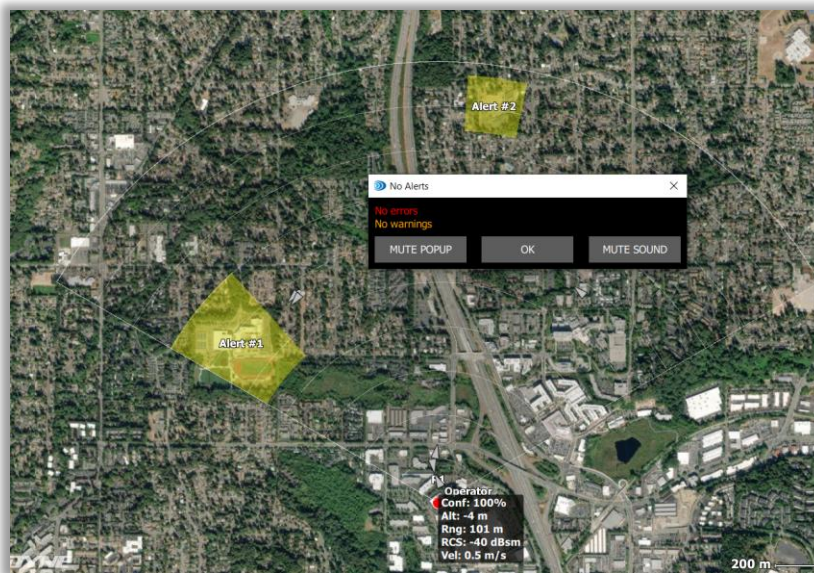 Alert #2
No Alerts
No errors
No warnings
MUTE POPUP
OK
MUTE SOUND
Alert #1
Operator
Conf: 100%
Alt: -4 m
Rng: 101 m
RCS: -40 dBsm
Vel: 0.5 m/s
200 m